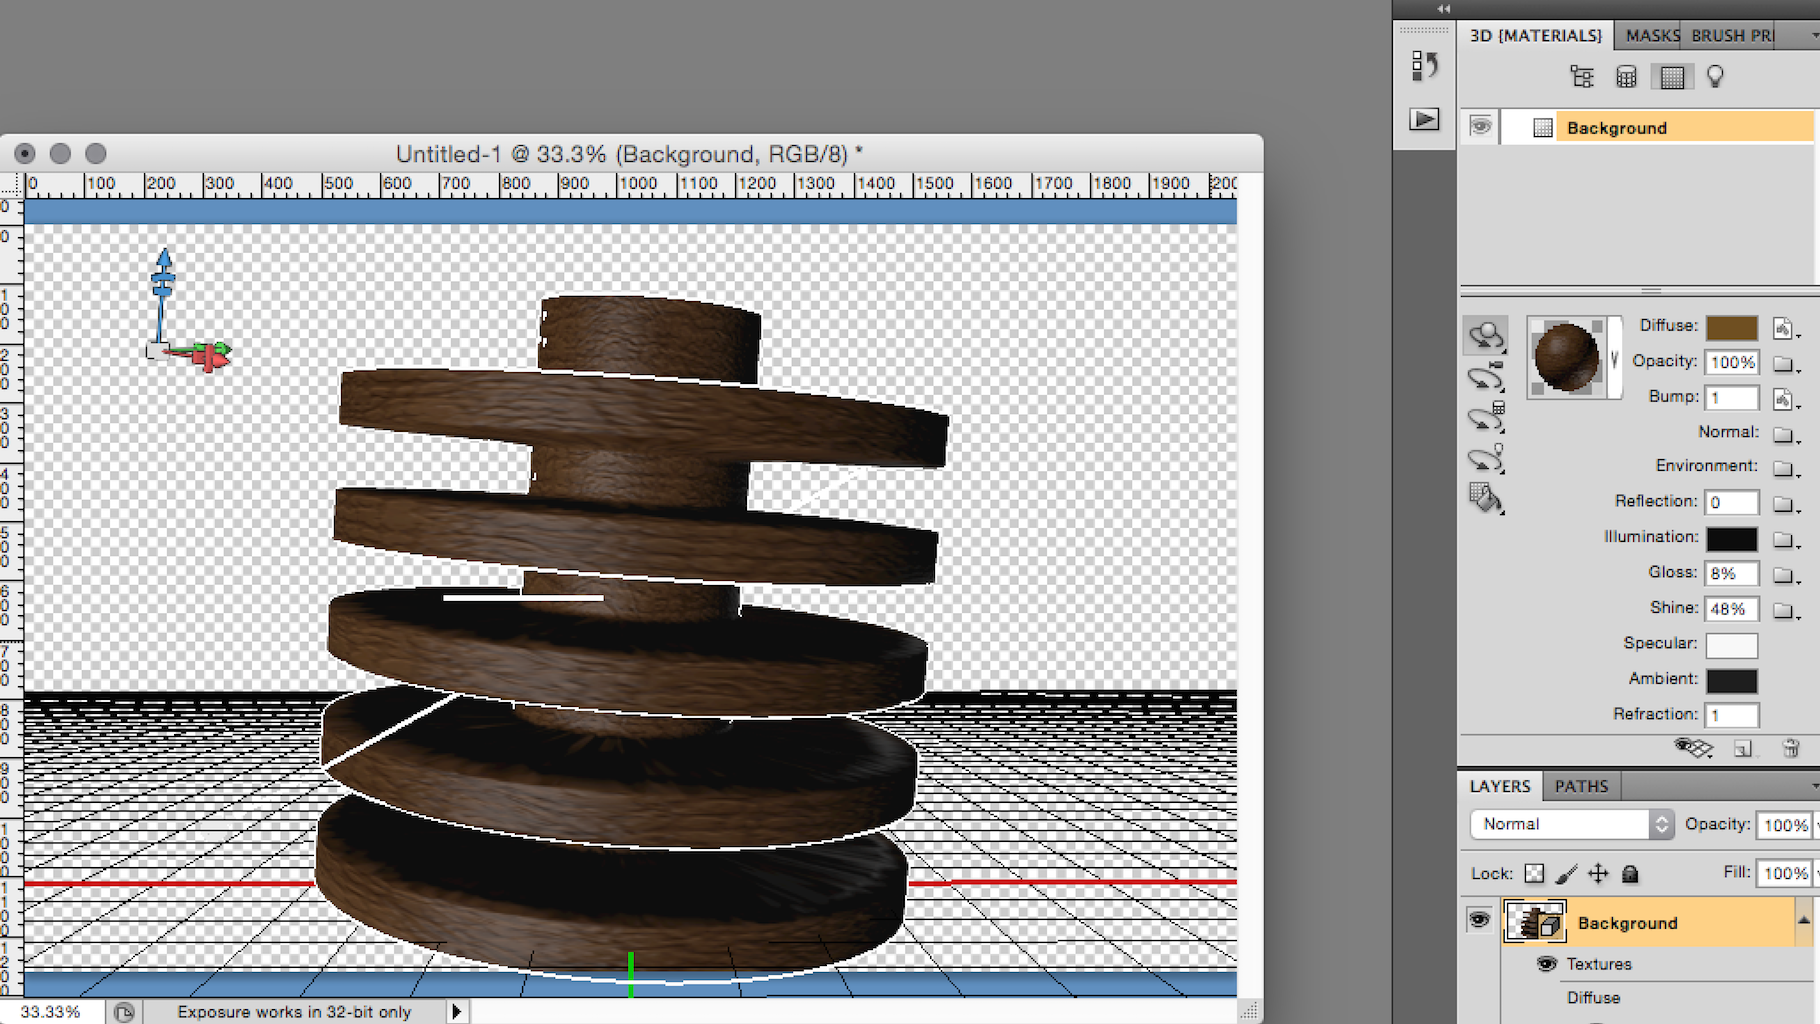 3D {MATERIALS} MASKS BRUSH PRI
Background
Untitled-1 @ 33.3% (Background, RGB/8) *
0 100 200 300 400 500 600 700 800 900 1000 1100 1200 1300 1400 1500 1600 1700 1800 1900 200
Diffuse:
Opacity: 100%
Bump: 1
Normal:
Environment:
Reflection: 0
Illumination:
Gloss: 8%
Shine: 48%
Specular:
Ambient:
Refraction: 1
LAYERS PATHS
Normal Opacity: 100%
Lock: Fill: 100%
Background
Textures
Diffuse
33.33% Exposure works in 32-bit only